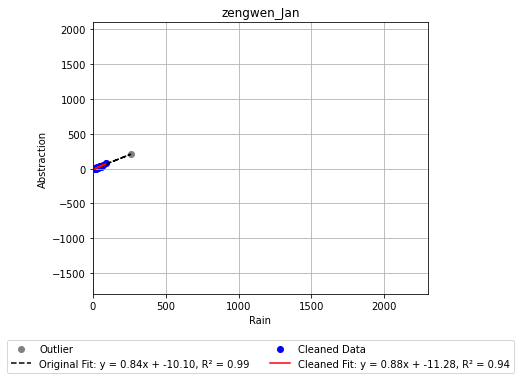 zengwen_Jan
2000
1500
1000
500
0
−500
−1000
−1500
Abstraction
0 500 1000 1500 2000
Rain
Outlier Cleaned Data
Original Fit: y = 0.84x + -10.10, R² = 0.99 Cleaned Fit: y = 0.88x + -11.28, R² = 0.94